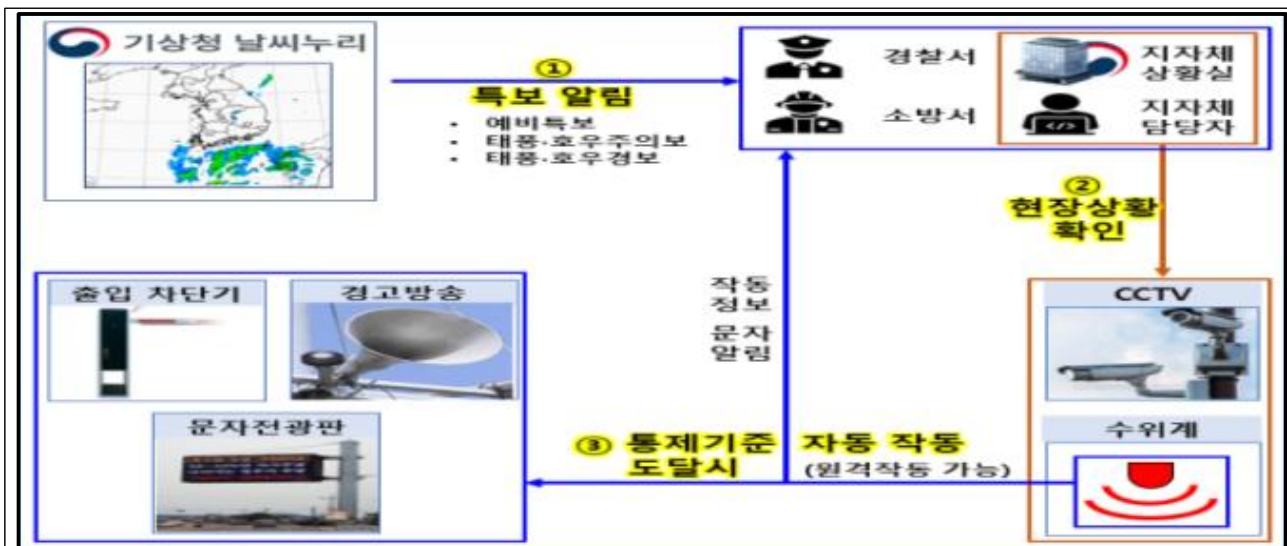 기상청 날씨누리
①
특보 알림
• 예비특보
• 태풍·호우주의보
• 태풍·호우경보
경찰서
소방서
지자체
상황실
지자체
담당자
②
현장상황
확인
출입 차단기
경고방송
문자전광판
작동
정보
문자
알림
CCTV
수위계
③ 통제기준
도달시
자동 작동
(원격작동 가능)